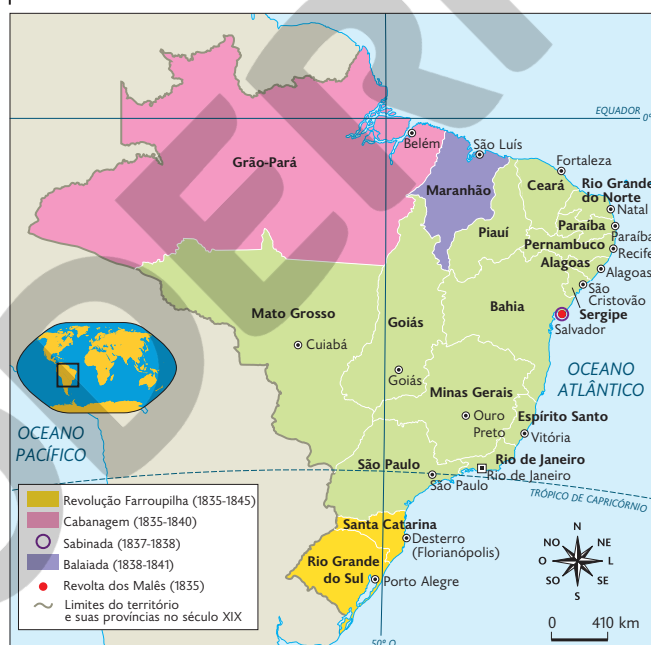 EQUADOR
0°
Belém
São Luís
Grão-Pará
Fortaleza
Maranhão
Ceará
Rio Grande
do Norte
Natal
Piauí
Paraíba
Paraíba
Pernambuco
Recife
Alagoas
Alagoas
São
Cristovão
Mato Grosso
Goiás
Bahia
Sergipe
Salvador
Cuiabá
Goiás
OCEANO
ATLÂNTICO
Minas Gerais
Ouro
Preto
Espírito Santo
Vitória
OCEANO
PACÍFICO
São Paulo
Rio de Janeiro
Rio de Janeiro
São Paulo
TRÓPICO DE CAPRICÓRNIO
Revolução Farroupilha (1835-1845)
Cabanagem (1835-1840)
Sabinada (1837-1838)
Balaiada (1838-1841)
Revolta dos Malês (1835)
Limites do território
e suas províncias no século XIX
Santa Catarina
Desterro
(Florianópolis)
Rio Grande
do Sul
Porto Alegre
N
NO
NE
O
L
SO
SE
S
0
410 km
50° O